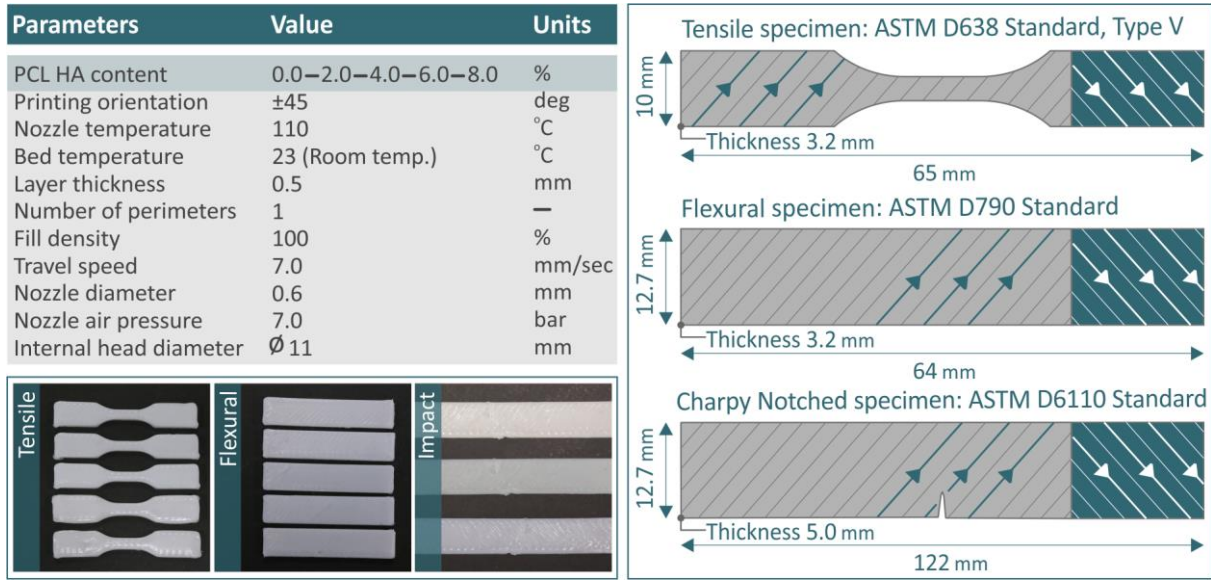 Parameters Value Units
PCL HA content 0.0–2.0–4.0–6.0–8.0 %
Printing orientation ±45 deg
Nozzle temperature 110 °C
Bed temperature 23 (Room temp.) °C
Layer thickness 0.5 mm
Number of perimeters 1 –
Fill density 100 %
Travel speed 7.0 mm/sec
Nozzle diameter 0.6 mm
Nozzle air pressure 7.0 bar
Internal head diameter Ø 11 mm
Tensile
Flexural
Impact
Tensile specimen: ASTM D638 Standard, Type V
10 mm
Thickness 3.2 mm
65 mm
Flexural specimen: ASTM D790 Standard
12.7 mm
Thickness 3.2 mm
64 mm
Charpy Notched specimen: ASTM D6110 Standard
12.7 mm
Thickness 5.0 mm
122 mm